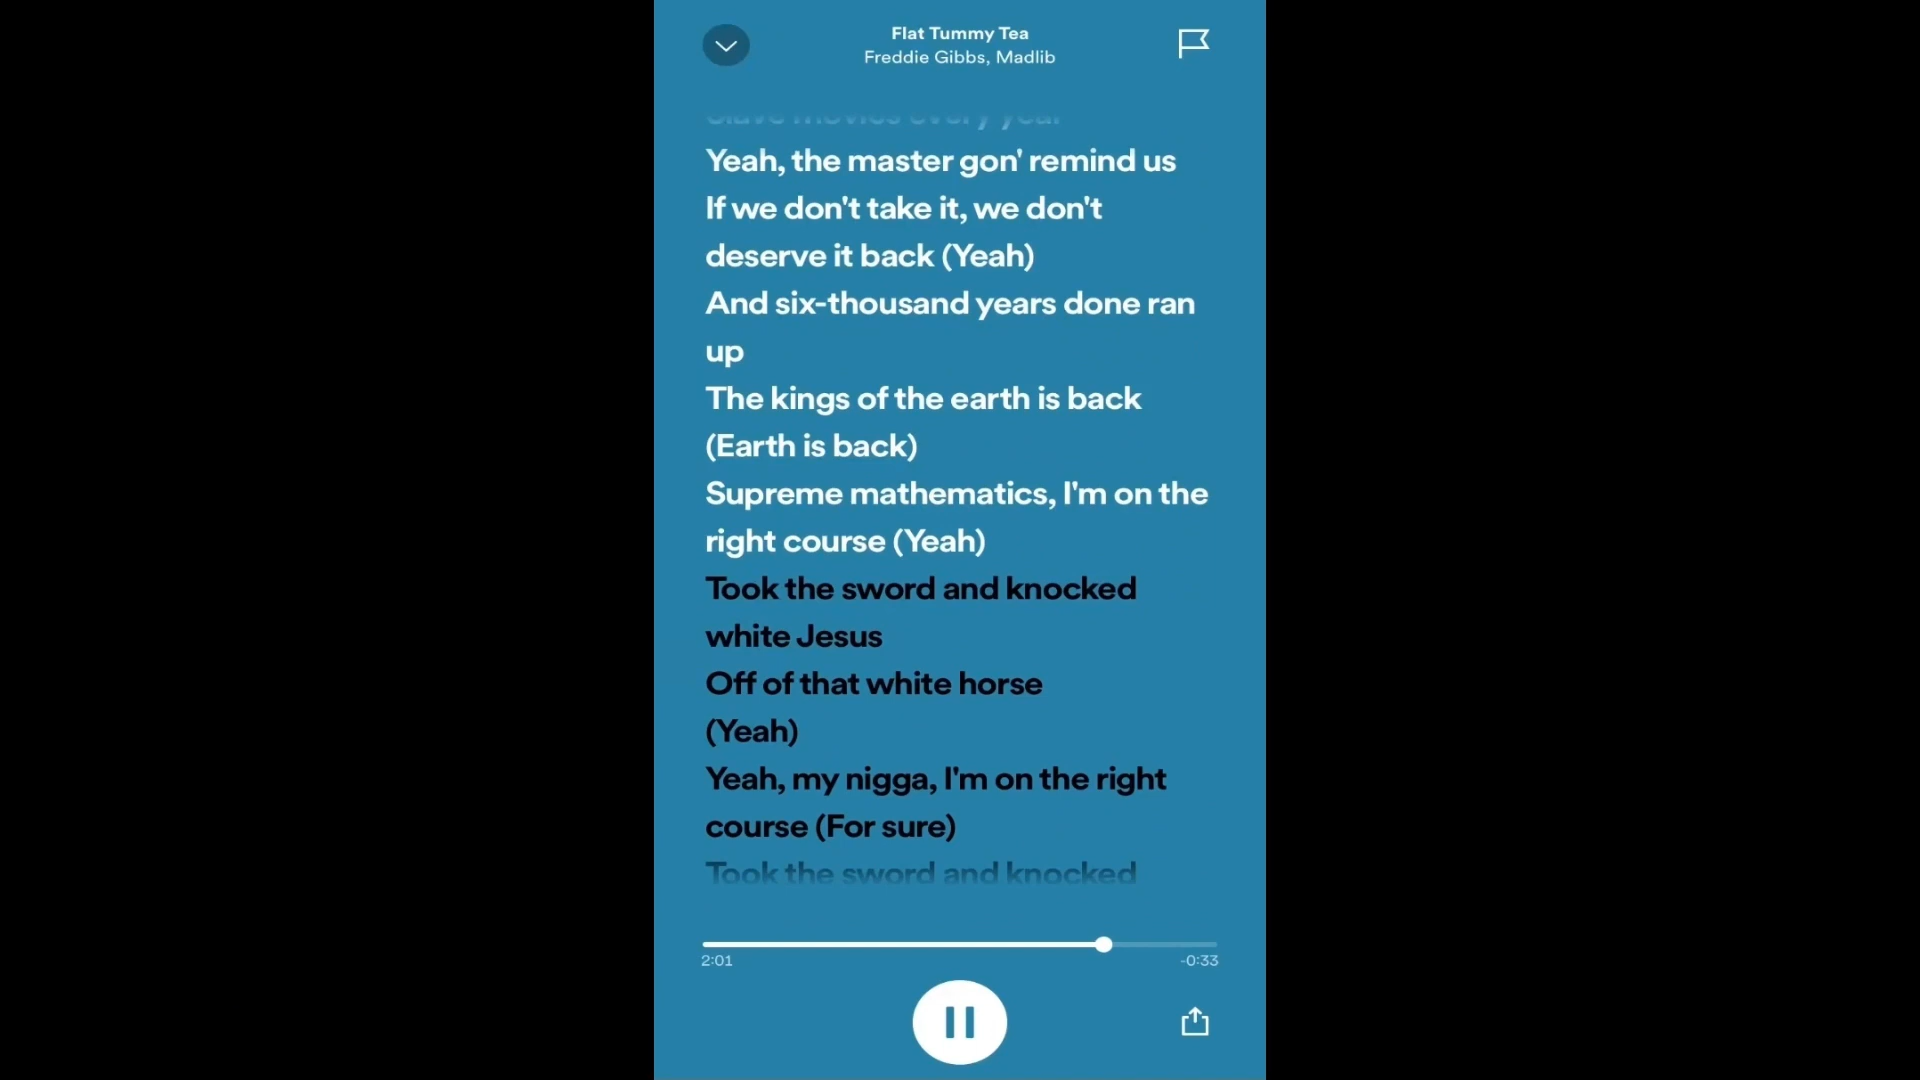 Flat Tummy Tea
Freddie Gibbs, Madlib
Slave movies every year
Yeah, the master gon' remind us
If we don't take it, we don't
deserve it back (Yeah)
And six-thousand years done ran
up
The kings of the earth is back
(Earth is back)
Supreme mathematics, I'm on the
right course (Yeah)
Took the sword and knocked
white Jesus
Off of that white horse
(Yeah)
Yeah, my nigga, I'm on the right
course (For sure)
Took the sword and knocked
2:01
-0:33